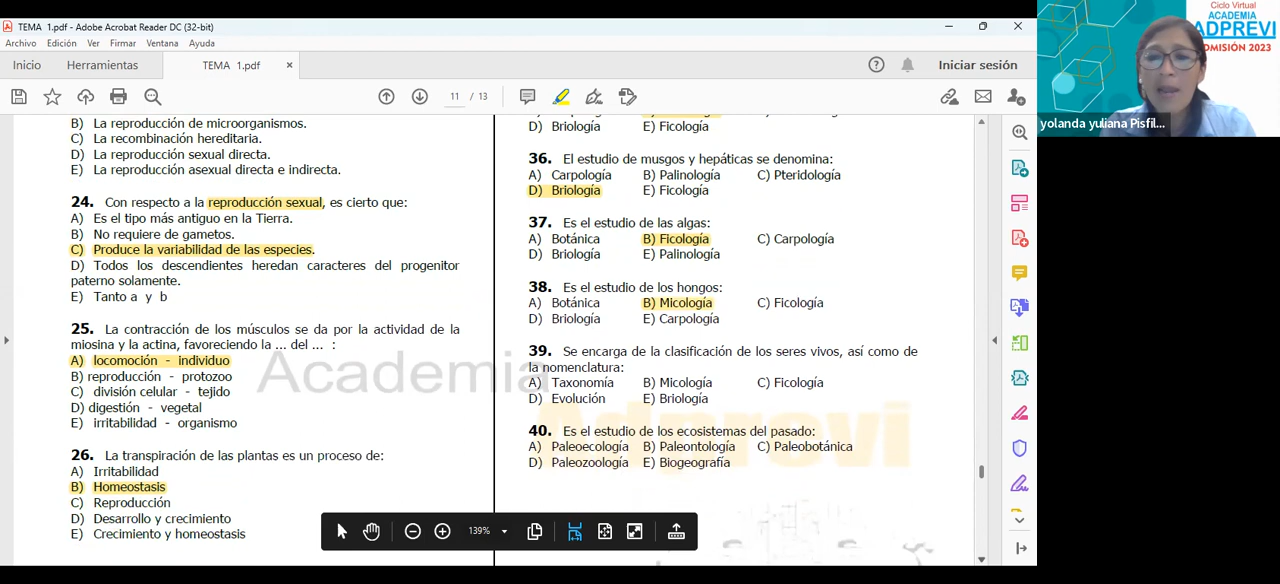 TEMA 1.pdf - Adobe Acrobat Reader DC (32-bit)
Archivo Edición Ver Firmar Ventana Ayuda
Inicio Herramientas TEMA 1.pdf × Iniciar sesión
11 / 13
B) La reproducción de microorganismos.
C) La recombinación hereditaria.
D) La reproducción sexual directa.
E) La reproducción asexual directa e indirecta.
24. Con respecto a la reproducción sexual, es cierto que:
A) Es el tipo más antiguo en la Tierra.
B) No requiere de gametos.
C) Produce la variabilidad de las especies.
D) Todos los descendientes heredan caracteres del progenitor
paterno solamente.
E) Tanto a y b
25. La contracción de los músculos se da por la actividad de la
miosina y la actina, favoreciendo la ... del ... :
A) locomoción - individuo
B) reproducción - protozoo
C) división celular - tejido
D) digestión - vegetal
E) irritabilidad - organismo
26. La transpiración de las plantas es un proceso de:
A) Irritabilidad
B) Homeostasis
C) Reproducción
D) Desarrollo y crecimiento
E) Crecimiento y homeostasis
D) Briología E) Ficología
36. El estudio de musgos y hepáticas se denomina:
A) Carpología B) Palinología C) Pteridología
D) Briología E) Ficología
37. Es el estudio de las algas:
A) Botánica B) Ficología C) Carpología
D) Briología E) Palinología
38. Es el estudio de los hongos:
A) Botánica B) Micología C) Ficología
D) Briología E) Carpología
39. Se encarga de la clasificación de los seres vivos, así como de
la nomenclatura:
A) Taxonomía B) Micología C) Ficología
D) Evolución E) Briología
40. Es el estudio de los ecosistemas del pasado:
A) Paleoecología B) Paleontología C) Paleobotánica
D) Paleozoología E) Biogeografía
Academia
Adprevi
139%
Ciclo Virtual
ACADEMIA
ADPREVI
ADMISIÓN 2023
yolanda yuliana Pisfil...